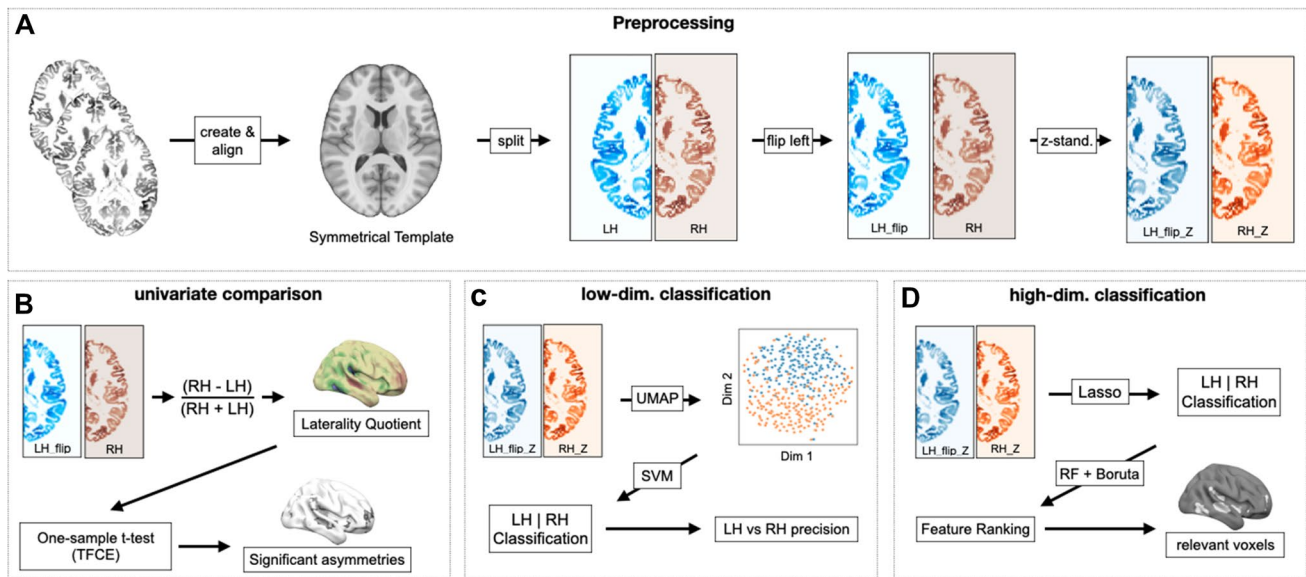 A
Preprocessing
create &
align
Symmetrical Template
split
LH
RH
flip left
LH_flip
RH
z-stand.
LH_flip_Z
RH_Z
B
univariate comparison
LH_flip
RH
(RH - LH)
(RH + LH)
Laterality Quotient
One-sample t-test
(TFCE)
Significant asymmetries
C
low-dim. classification
LH_flip_Z
RH_Z
UMAP
Dim 2
Dim 1
SVM
LH | RH
Classification
LH vs RH precision
D
high-dim. classification
LH_flip_Z
RH_Z
Lasso
LH | RH
Classification
RF + Boruta
Feature Ranking
relevant voxels